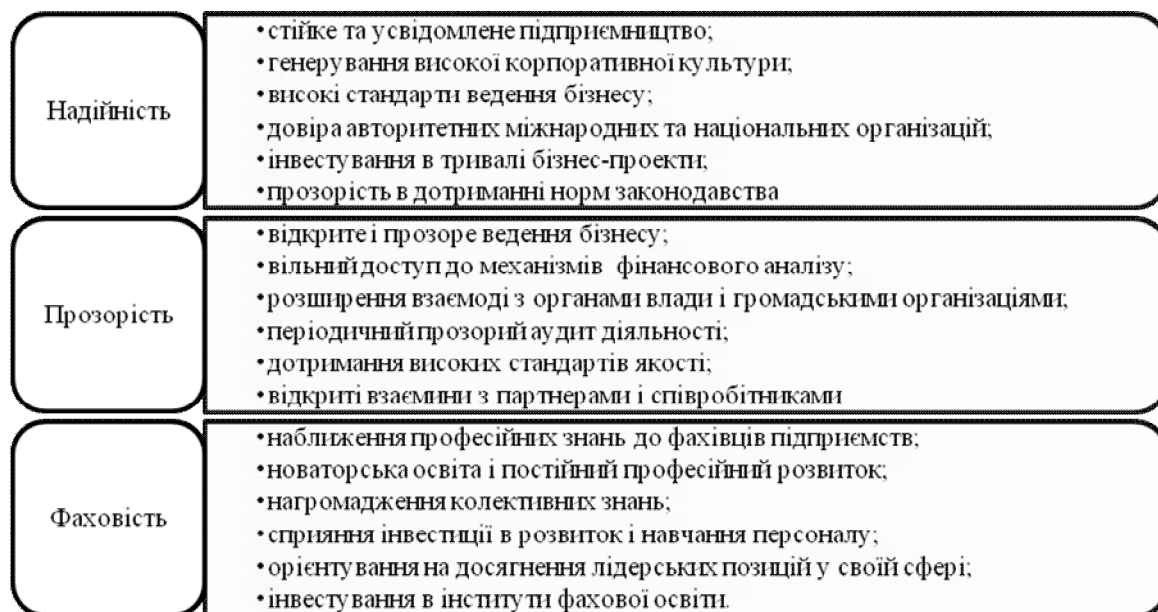 Надійність
•стійке та усвідомлене підприємництво;
•генерування високої корпоративної культури;
•високі стандарти ведення бізнесу;
•довіра авторитетних міжнародних та національних організацій;
•інвестування в тривалі бізнес-проекти;
•прозорість в дотриманні норм законодавства
Прозорість
•відкрите і прозоре ведення бізнесу;
•вільний доступ до механізмів фінансового аналізу;
•розширення взаємоді з органами влади і громадськими організаціями;
•періодичний прозорий аудит діяльності;
•дотримання високих стандартів якості;
•відкриті взаємини з партнерами і співробітниками
Фаховість
•наближення професійних знань до фахівців підприємств;
•новаторська освіта і постійний професійний розвиток;
•нагромадження колективних знань;
•сприяння інвестиції в розвиток і навчання персоналу;
•орієнтування на досягнення лідерських позицій у своїй сфері;
•інвестування в інститути фахової освіти.